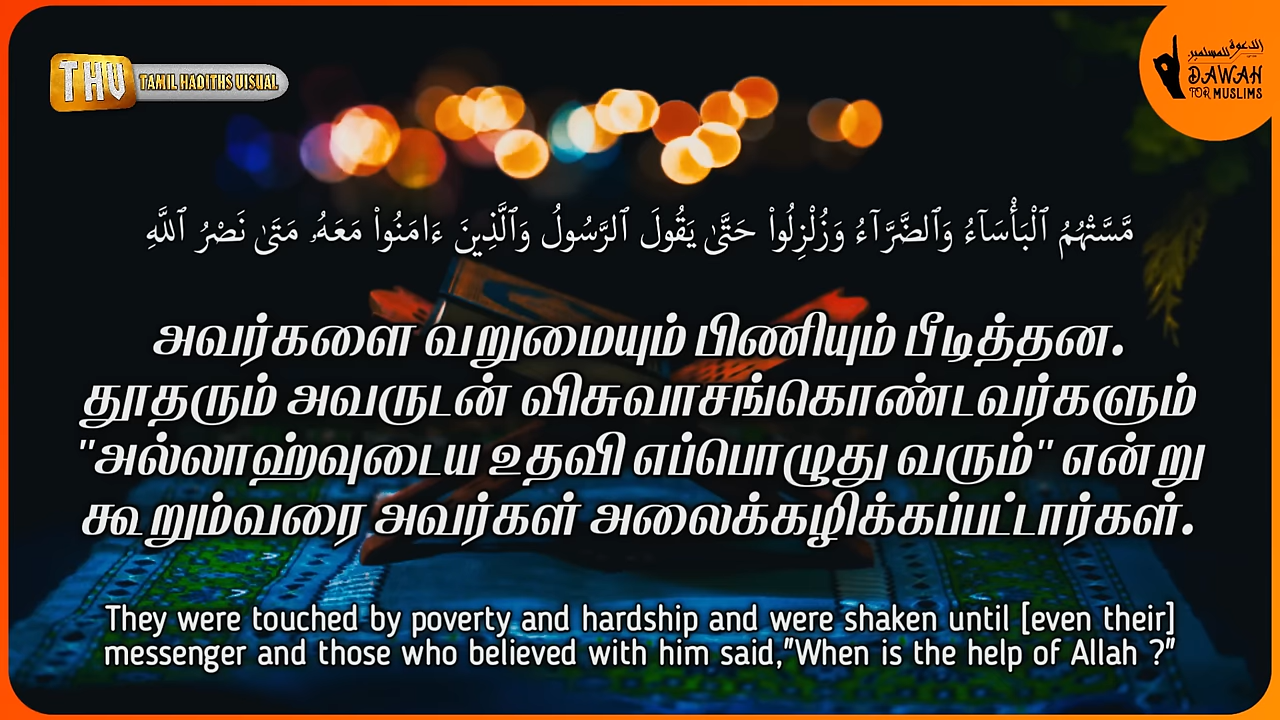 THV TAMIL HADITHS VISUAL
الدعوة للمسلمين
DAWAH
FOR MUSLIMS
مَّسَّتْهُمُ ٱلْبَأْسَآءُ وَٱلضَّرَّآءُ وَزُلْزِلُوا۟ حَتَّىٰ يَقُولَ ٱلرَّسُولُ وَٱلَّذِينَ ءَامَنُوا۟ مَعَهُۥ مَتَىٰ نَصْرُ ٱللَّهِ
அவர்களை வறுமையும் பிணியும் பீடித்தன.
தூதரும் அவருடன் விசுவாசங்கொண்டவர்களும்
"அல்லாஹ்வுடைய உதவி எப்பொழுது வரும்" என்று
கூறும்வரை அவர்கள் அலைக்கழிக்கப்பட்டார்கள்.
They were touched by poverty and hardship and were shaken until [even their]
messenger and those who believed with him said,"When is the help of Allah ?"